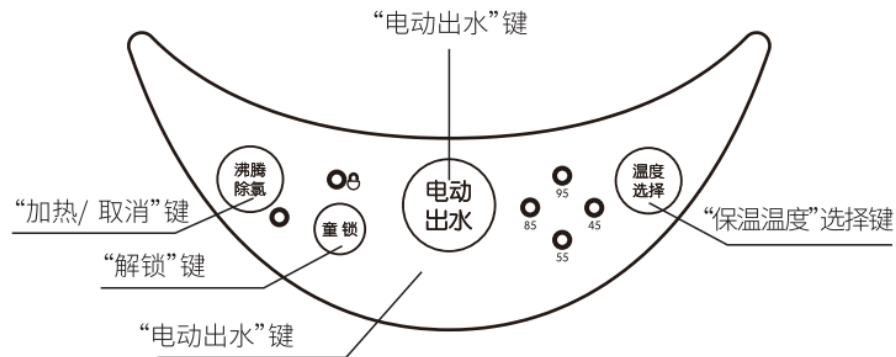 “电动出水”键
沸腾
除氯
电动
出水
温度
选择
95
85
45
55
童锁
“加热/ 取消”键
“保温温度”选择键
“解锁”键
“电动出水”键